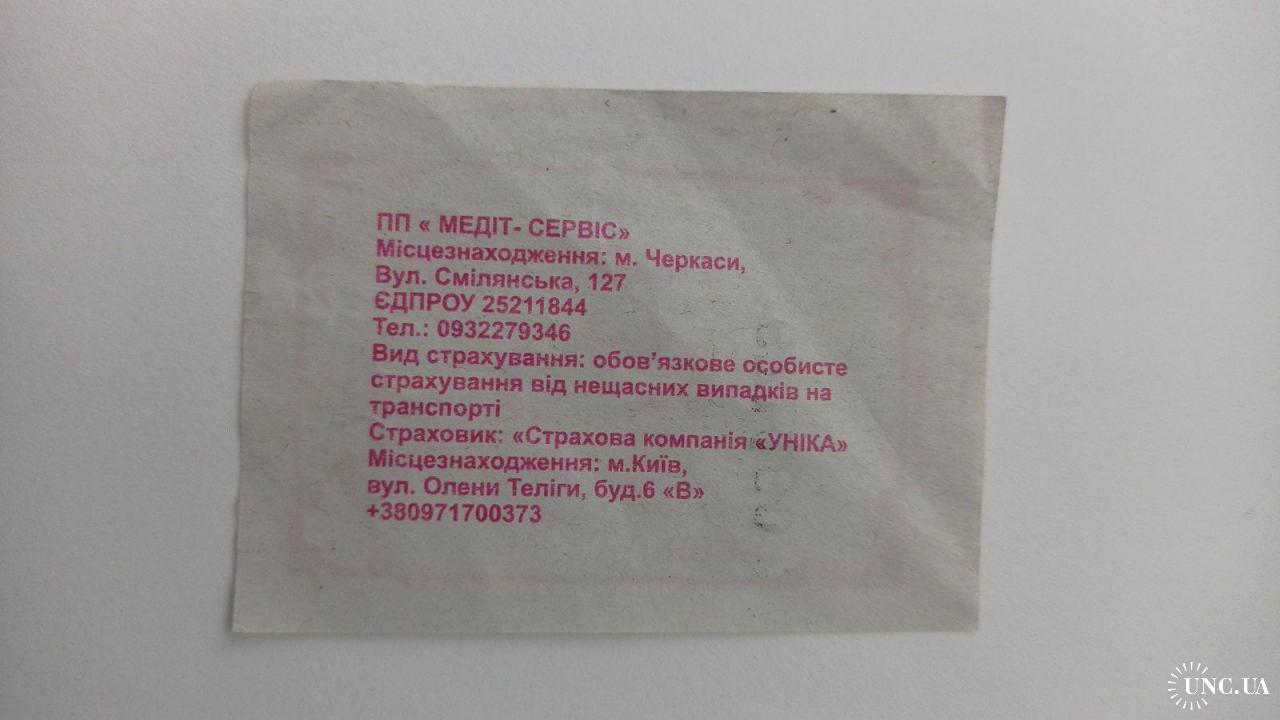 ПП « МЕДІТ- СЕРВІС»
Місцезнаходження: м. Черкаси,
Вул. Смілянська, 127
ЄДПРОУ 25211844
Тел.: 0932279346
Вид страхування: обов’язкове особисте
страхування від нещасних випадків на
транспорті
Страховик: «Страхова компанія «УНІКА»
Місцезнаходження: м.Київ,
вул. Олени Теліги, буд.6 «В»
+380971700373
UNC.UA